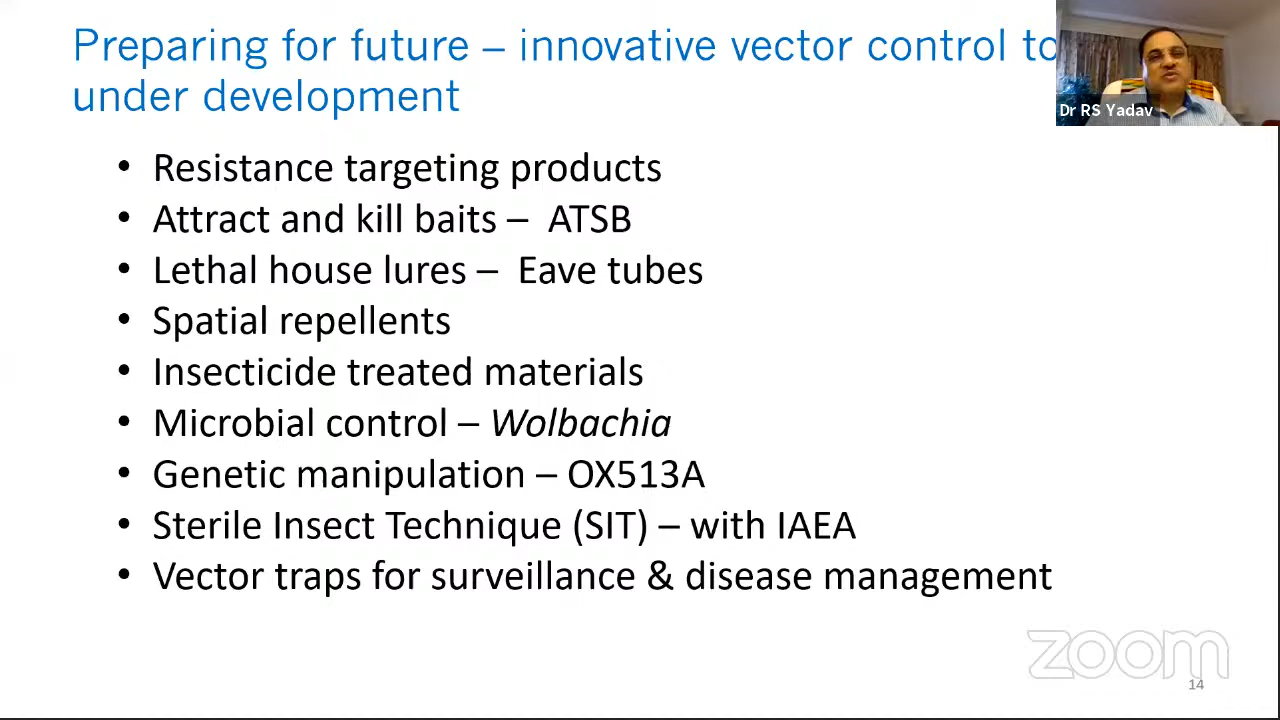 Preparing for future – innovative vector control
under development
Dr RS Yadav
• Resistance targeting products
• Attract and kill baits – ATSB
• Lethal house lures – Eave tubes
• Spatial repellents
• Insecticide treated materials
• Microbial control – Wolbachia
• Genetic manipulation – OX513A
• Sterile Insect Technique (SIT) – with IAEA
• Vector traps for surveillance & disease management
zoom
14